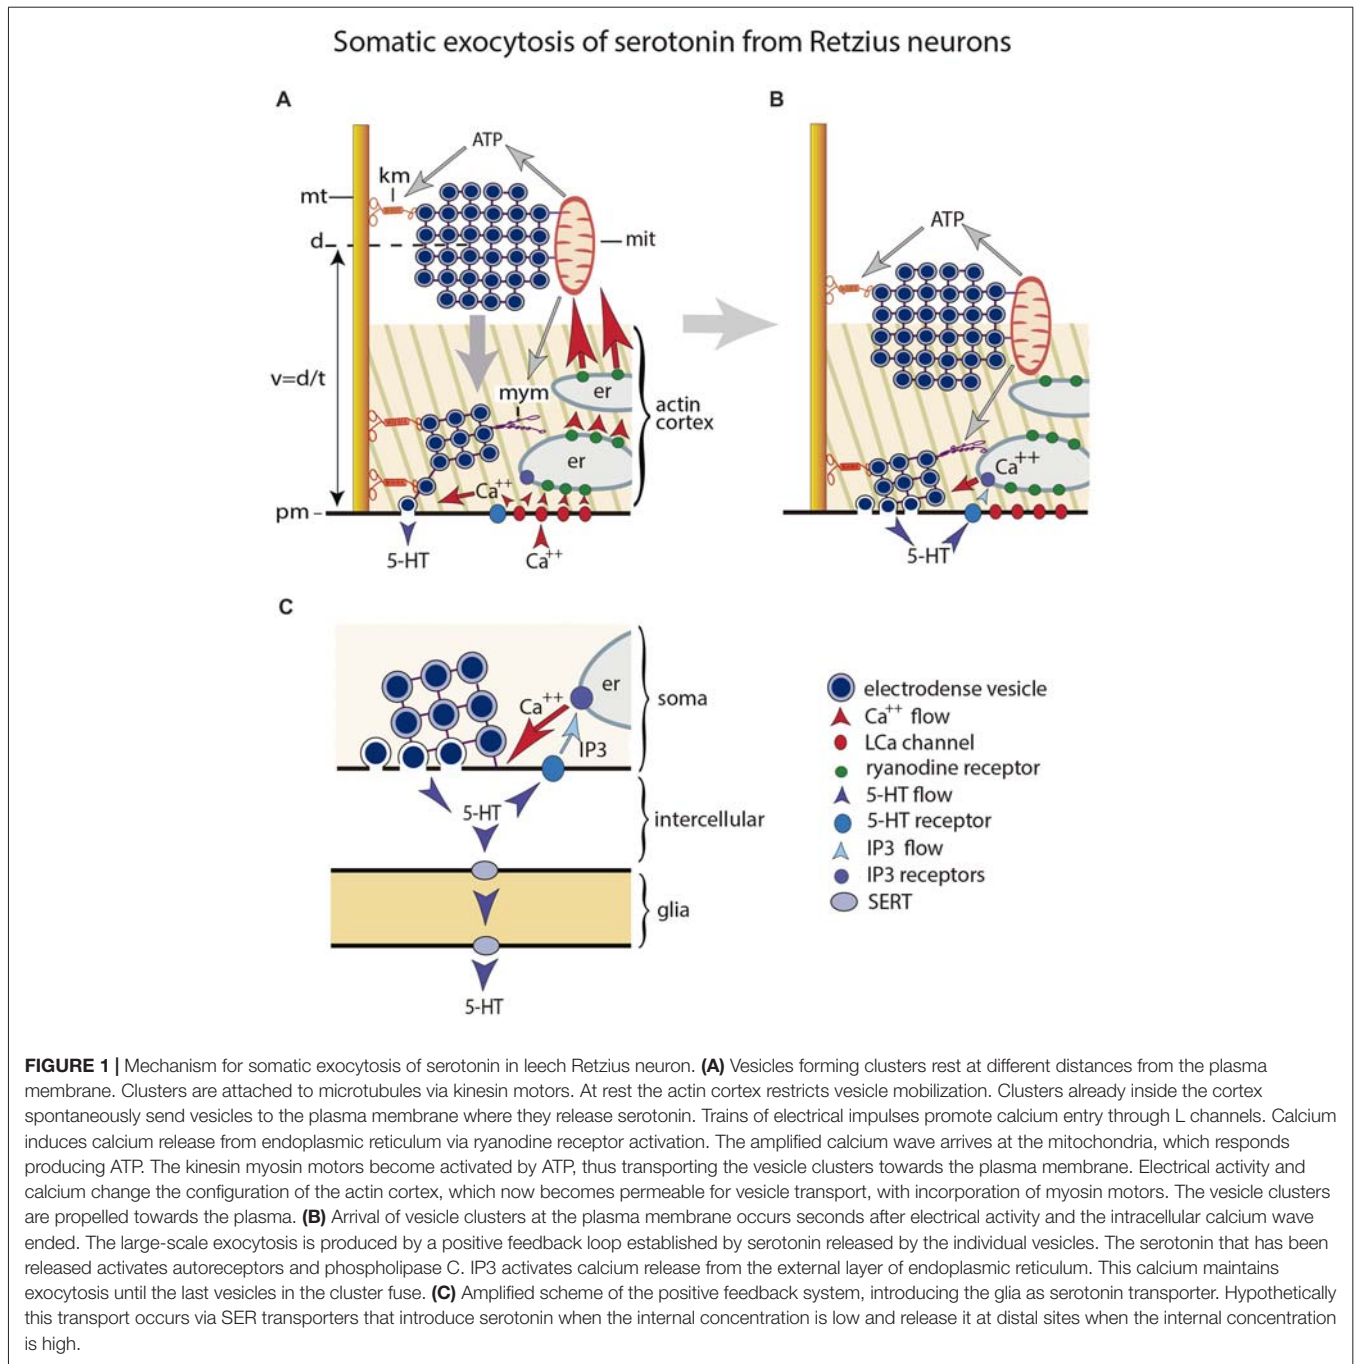 Somatic exocytosis of serotonin from Retzius neurons
A
ATP
km
mt
d
mit
v=d/t
mym
er
actin
cortex
er
Ca++
pm
5-HT
Ca++
B
ATP
Ca++
5-HT
C
er
Ca++
soma
IP3
5-HT
intercellular
glia
5-HT
electrodense vesicle
Ca++ flow
LCa channel
ryanodine receptor
5-HT flow
5-HT receptor
IP3 flow
IP3 receptors
SERT
FIGURE 1 | Mechanism for somatic exocytosis of serotonin in leech Retzius neuron. (A) Vesicles forming clusters rest at different distances from the plasma
membrane. Clusters are attached to microtubules via kinesin motors. At rest the actin cortex restricts vesicle mobilization. Clusters already inside the cortex
spontaneously send vesicles to the plasma membrane where they release serotonin. Trains of electrical impulses promote calcium entry through L channels. Calcium
induces calcium release from endoplasmic reticulum via ryanodine receptor activation. The amplified calcium wave arrives at the mitochondria, which responds
producing ATP. The kinesin myosin motors become activated by ATP, thus transporting the vesicle clusters towards the plasma membrane. Electrical activity and
calcium change the configuration of the actin cortex, which now becomes permeable for vesicle transport, with incorporation of myosin motors. The vesicle clusters
are propelled towards the plasma. (B) Arrival of vesicle clusters at the plasma membrane occurs seconds after electrical activity and the intracellular calcium wave
ended. The large-scale exocytosis is produced by a positive feedback loop established by serotonin released by the individual vesicles. The serotonin that has been
released activates autoreceptors and phospholipase C. IP3 activates calcium release from the external layer of endoplasmic reticulum. This calcium maintains
exocytosis until the last vesicles in the cluster fuse. (C) Amplified scheme of the positive feedback system, introducing the glia as serotonin transporter. Hypothetically
this transport occurs via SER transporters that introduce serotonin when the internal concentration is low and release it at distal sites when the internal concentration
is high.